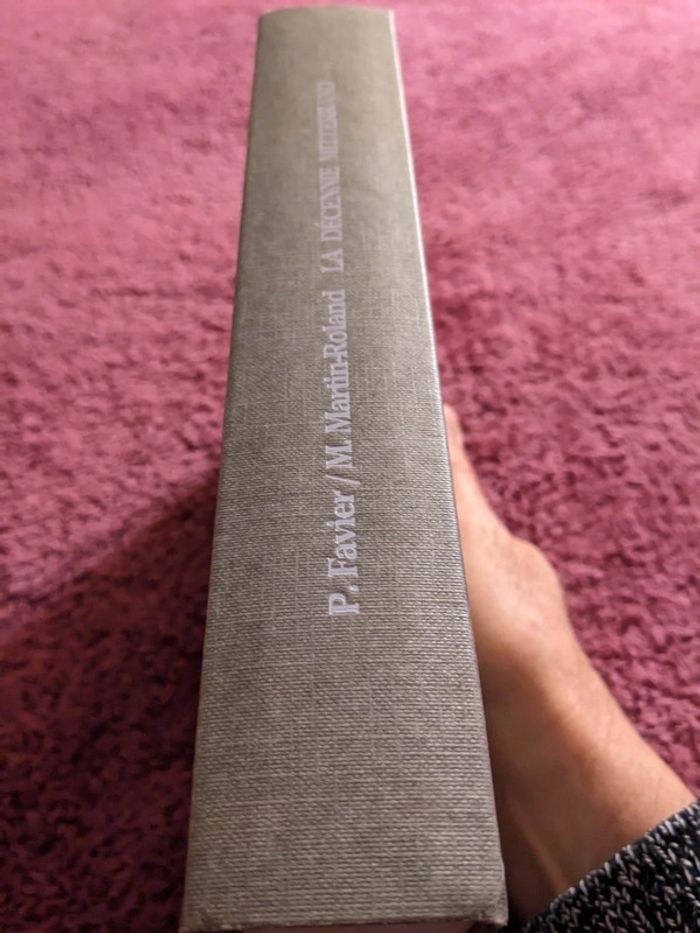 P. Favier / M. Martin-Roland LA DÉCENNIE MITTERRAND